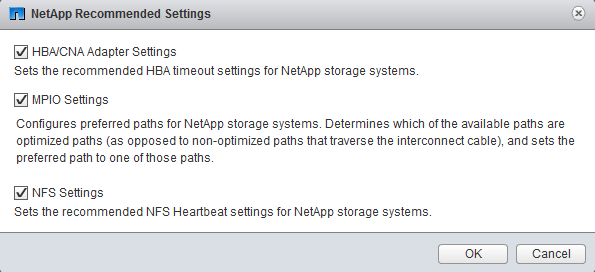 NetApp Recommended Settings
HBA/CNA Adapter Settings
Sets the recommended HBA timeout settings for NetApp storage systems.
MPIO Settings
Configures preferred paths for NetApp storage systems. Determines which of the available paths are
optimized paths (as opposed to non-optimized paths that traverse the interconnect cable), and sets the
preferred path to one of those paths.
NFS Settings
Sets the recommended NFS Heartbeat settings for NetApp storage systems.
OK Cancel